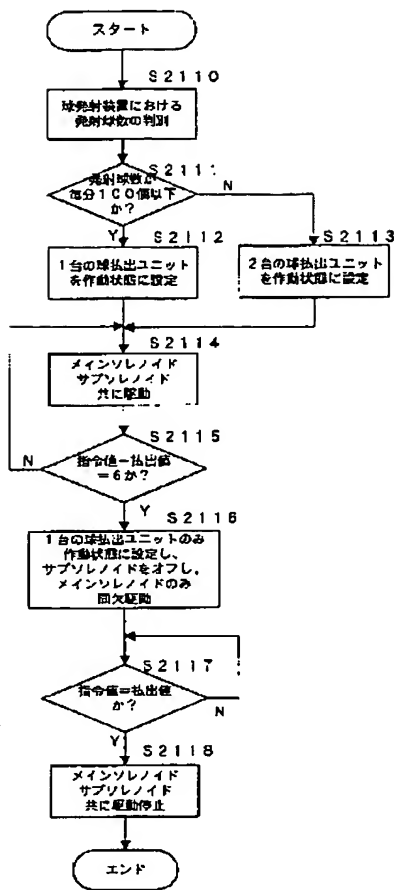 スタート
S2110
球発射装置における
発射球数の判別
S2111
発射球数が
毎分100個以下
か?
N
Y
S2112
S2113
1台の球払出ユニット
を作動状態に設定
2台の球払出ユニット
を作動状態に設定
S2114
メインソレノイド
サブソレノイド
共に駆動
S2115
N
指令値-払出値
=6か?
Y
S2116
1台の球払出ユニットのみ
作動状態に設定し、
サブソレノイドをオフし、
メインソレノイドのみ
間欠駆動
S2117
指令値=払出値
か?
N
Y
S2118
メインソレノイド
サブソレノイド
共に駆動停止
エンド